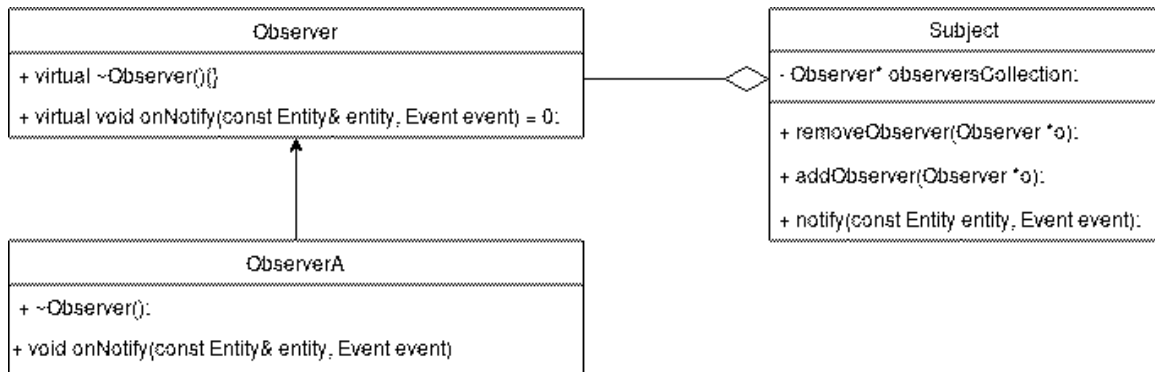 Observer
+ virtual ~Observer(){}
+ virtual void onNotify(const Entity& entity, Event event) = 0;
Subject
- Observer* observersCollection;
+ removeObserver(Observer *o);
+ addObserver(Observer *o);
+ notify(const Entity entity, Event event);
ObserverA
+ ~Observer();
+ void onNotify(const Entity& entity, Event event)